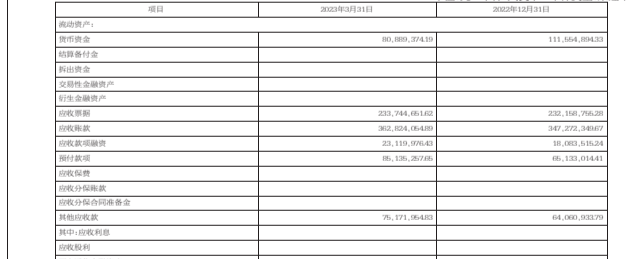 项目 2023年3月31日 2022年12月31日
流动资产：
货币资金 80,889,374.19 111,554,894.33
结算备付金
拆出资金
交易性金融资产
衍生金融资产
应收票据 233,744,651.62 232,158,755.28
应收账款 362,824,054.89 347,272,349.67
应收款项融资 23,119,976.43 18,083,515.24
预付款项 85,135,257.65 65,133,014.41
应收保费
应收分保账款
应收分保合同准备金
其他应收款 75,171,954.83 64,060,933.79
其中：应收利息
应收股利